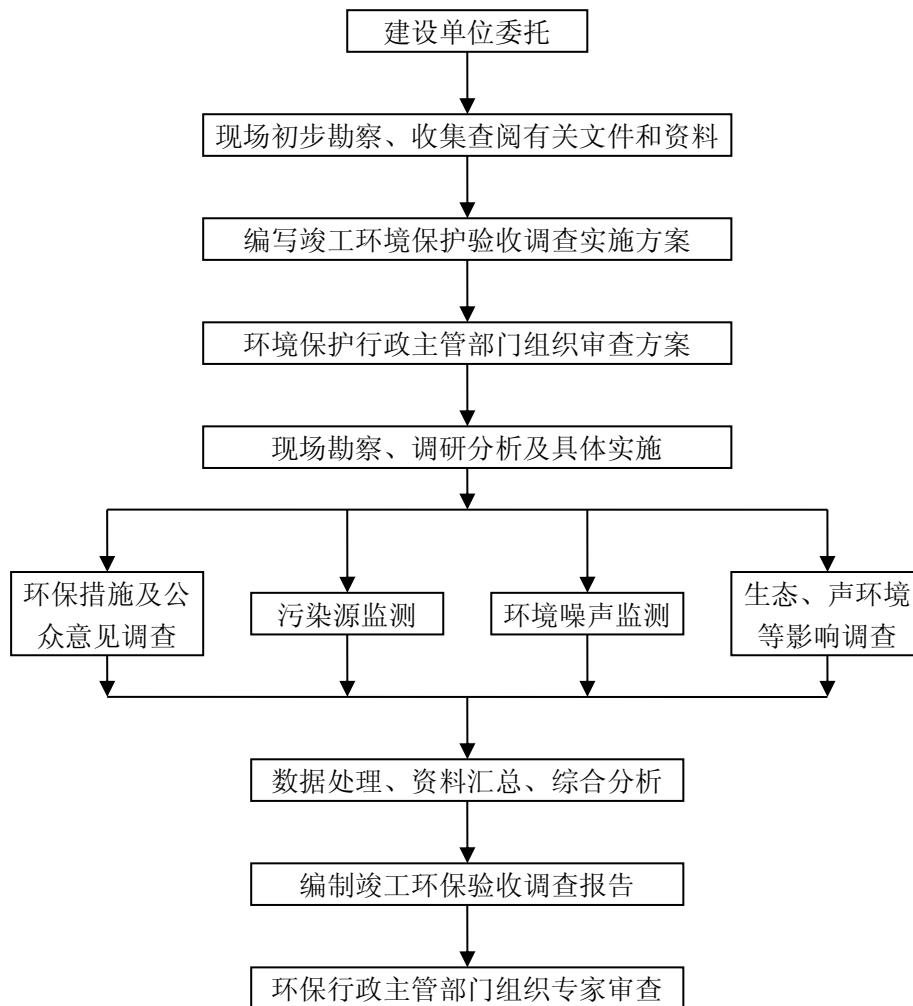 建设单位委托
现场初步勘察、收集查阅有关文件和资料
编写竣工环境保护验收调查实施方案
环境保护行政主管部门组织审查方案
现场勘察、调研分析及具体实施
环保措施及公
众意见调查
污染源监测
环境噪声监测
生态、声环境
等影响调查
数据处理、资料汇总、综合分析
编制竣工环保验收调查报告
环保行政主管部门组织专家审查